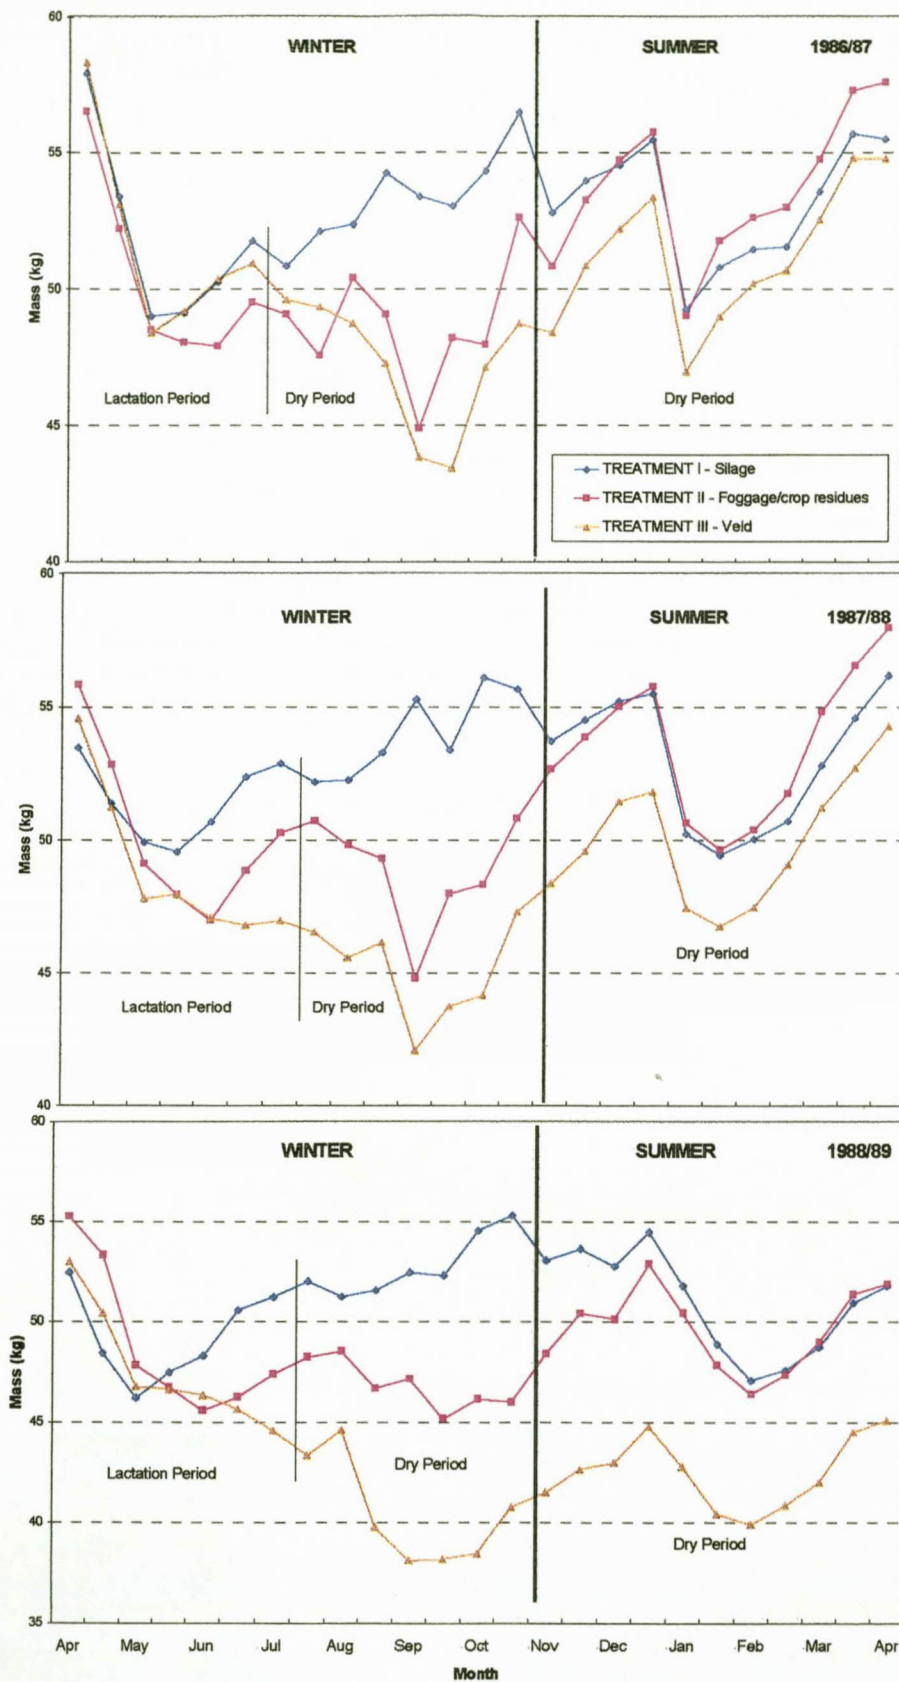 60
WINTER SUMMER 1986/87
55
50
Mass (kg)
Lactation Period Dry Period Dry Period
45
TREATMENT I - Silage
TREATMENT II - Foggage/crop residues
TREATMENT III - Veld
40
60
WINTER SUMMER 1987/88
55
50
Mass (kg)
Dry Period
45
Lactation Period Dry Period
40
60
WINTER SUMMER 1988/89
55
50
Mass (kg)
45
Lactation Period Dry Period
40
Dry Period
35
Apr May Jun Jul Aug Sep Oct Nov Dec Jan Feb Mar Apr
Month